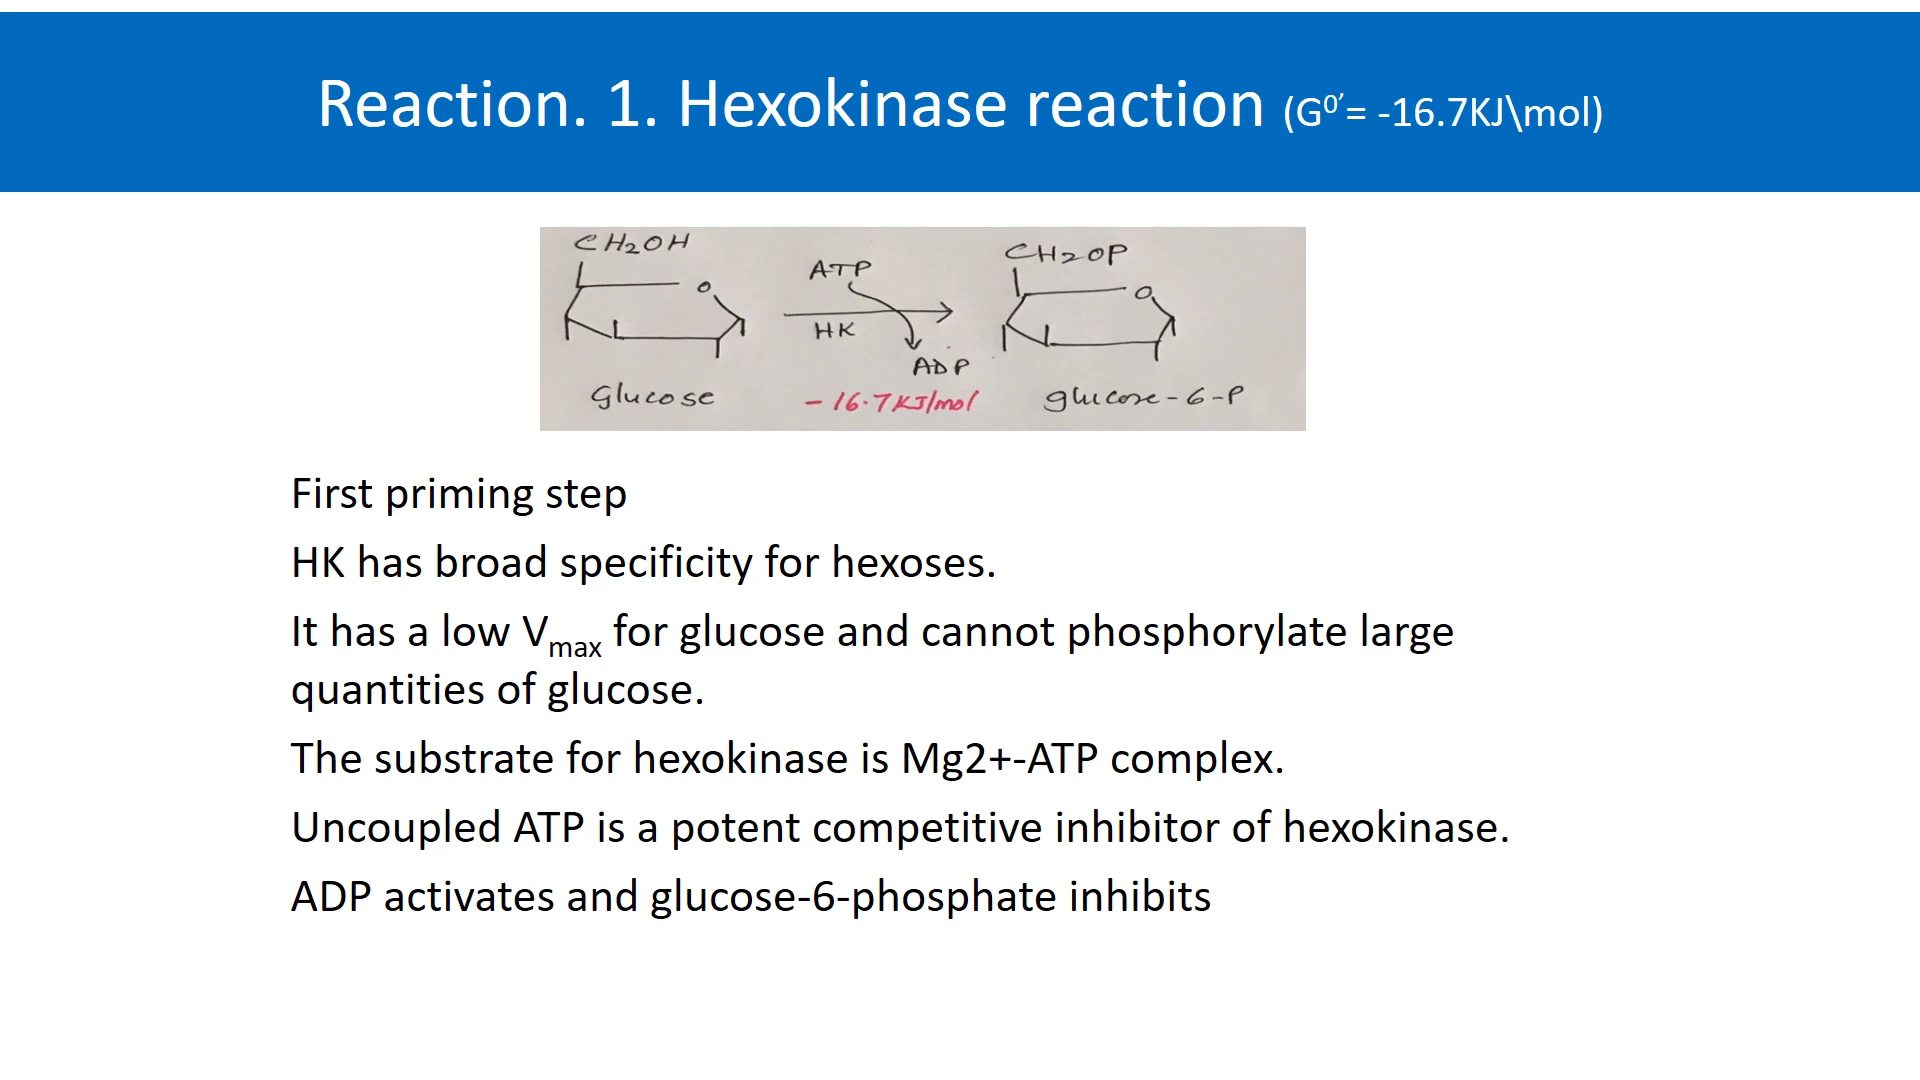 Reaction. 1. Hexokinase reaction (G⁰’= -16.7KJ\mol)
CH₂OH
CH₂OP
ATP
O
O
HK
ADP
Glucose
- 16.7 KJ/mol
glucose-6-P
First priming step
HK has broad specificity for hexoses.
It has a low Vmax for glucose and cannot phosphorylate large
quantities of glucose.
The substrate for hexokinase is Mg2+-ATP complex.
Uncoupled ATP is a potent competitive inhibitor of hexokinase.
ADP activates and glucose-6-phosphate inhibits